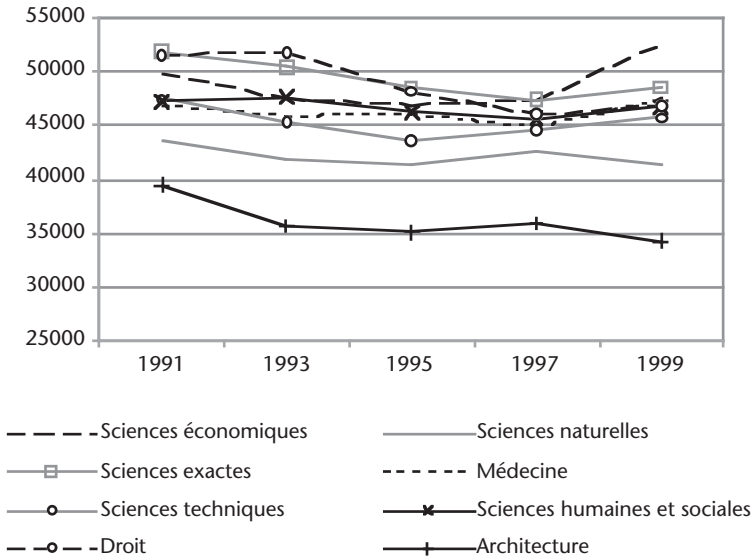 55000
50000
45000
40000
35000
30000
25000
1991 1993 1995 1997 1999
Sciences économiques Sciences naturelles
Sciences exactes Médecine
Sciences techniques Sciences humaines et sociales
Droit Architecture